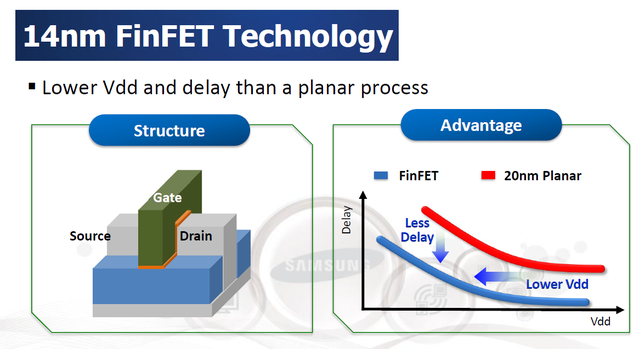 14nm FinFET Technology
▪ Lower Vdd and delay than a planar process
Structure
Gate
Source
Drain
Advantage
FinFET
20nm Planar
Delay
Less
Delay
Lower Vdd
Vdd
SAMSUNG